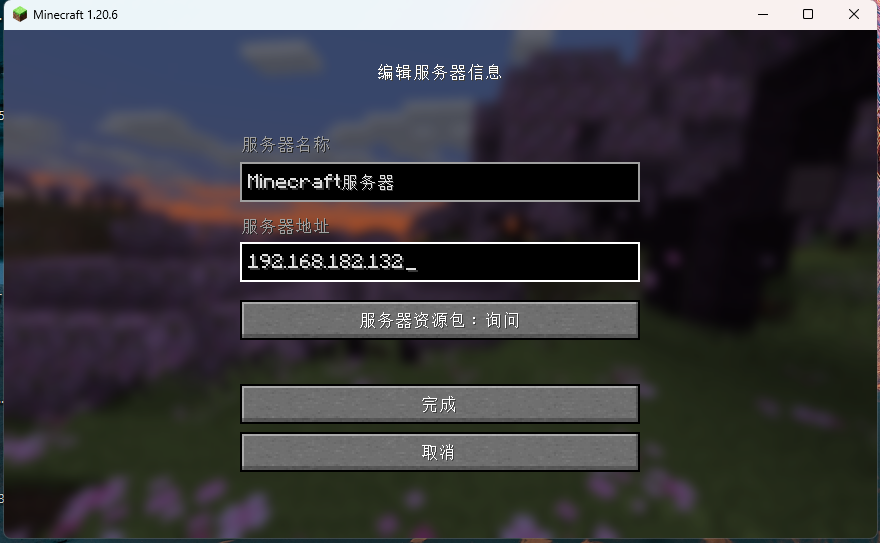 Minecraft 1.20.6
编辑服务器信息
服务器名称
Minecraft服务器
服务器地址
192.168.182.132_
服务器资源包：询问
完成
取消